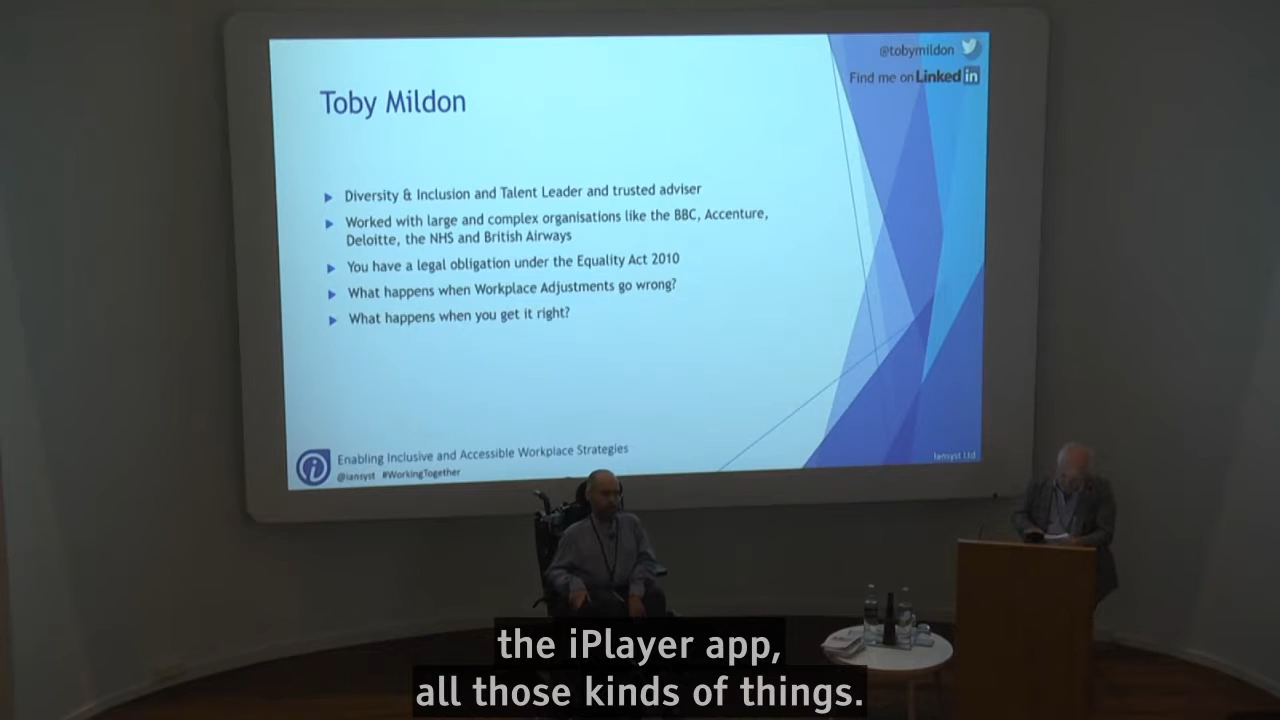 @tobymildon
Find me on Linked in
Toby Mildon
Diversity & Inclusion and Talent Leader and trusted adviser
Worked with large and complex organisations like the BBC, Accenture,
Deloitte, the NHS and British Airways
You have a legal obligation under the Equality Act 2010
What happens when Workplace Adjustments go wrong?
What happens when you get it right?
Enabling Inclusive and Accessible Workplace Strategies
@iansyst #WorkingTogether
Iansyst Ltd
the iPlayer app,
all those kinds of things.